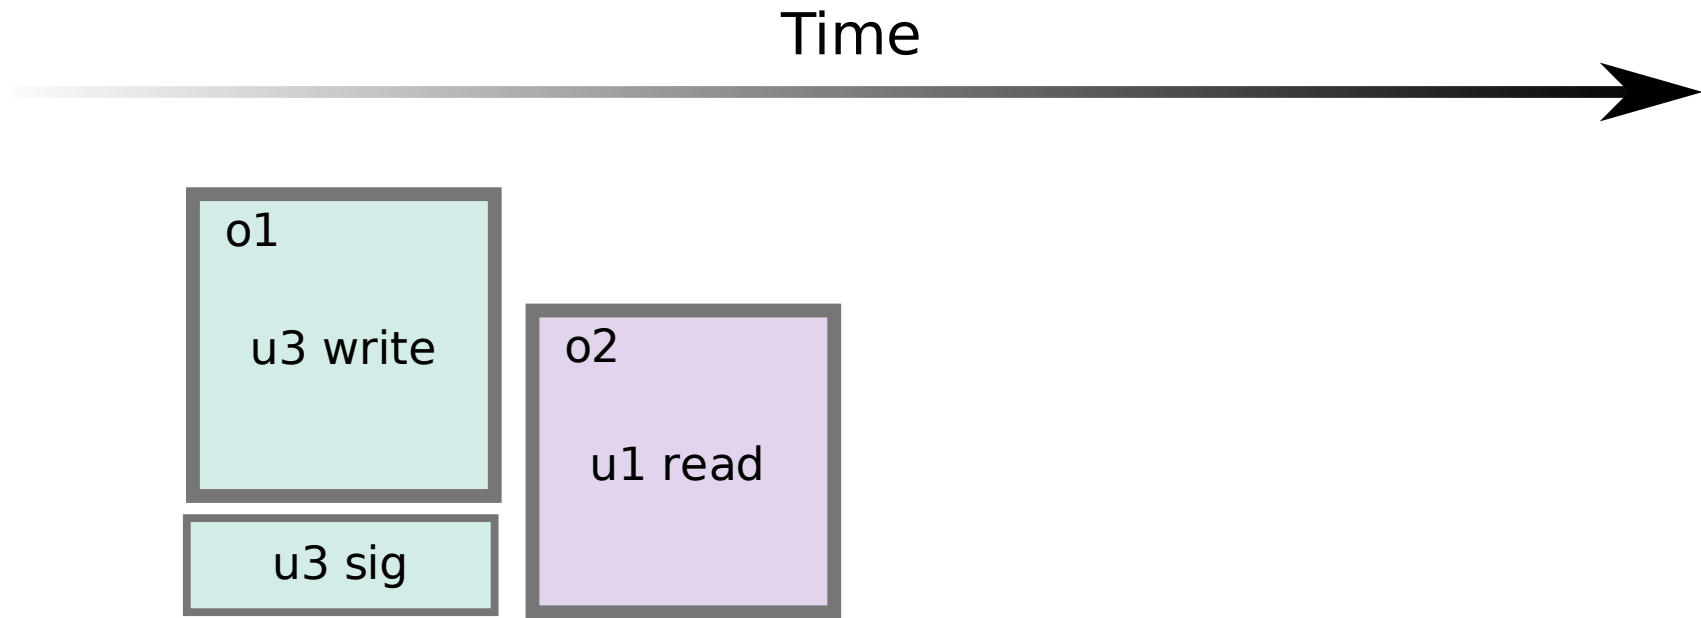 Time
o1
u3 write
u3 sig
o2
u1 read